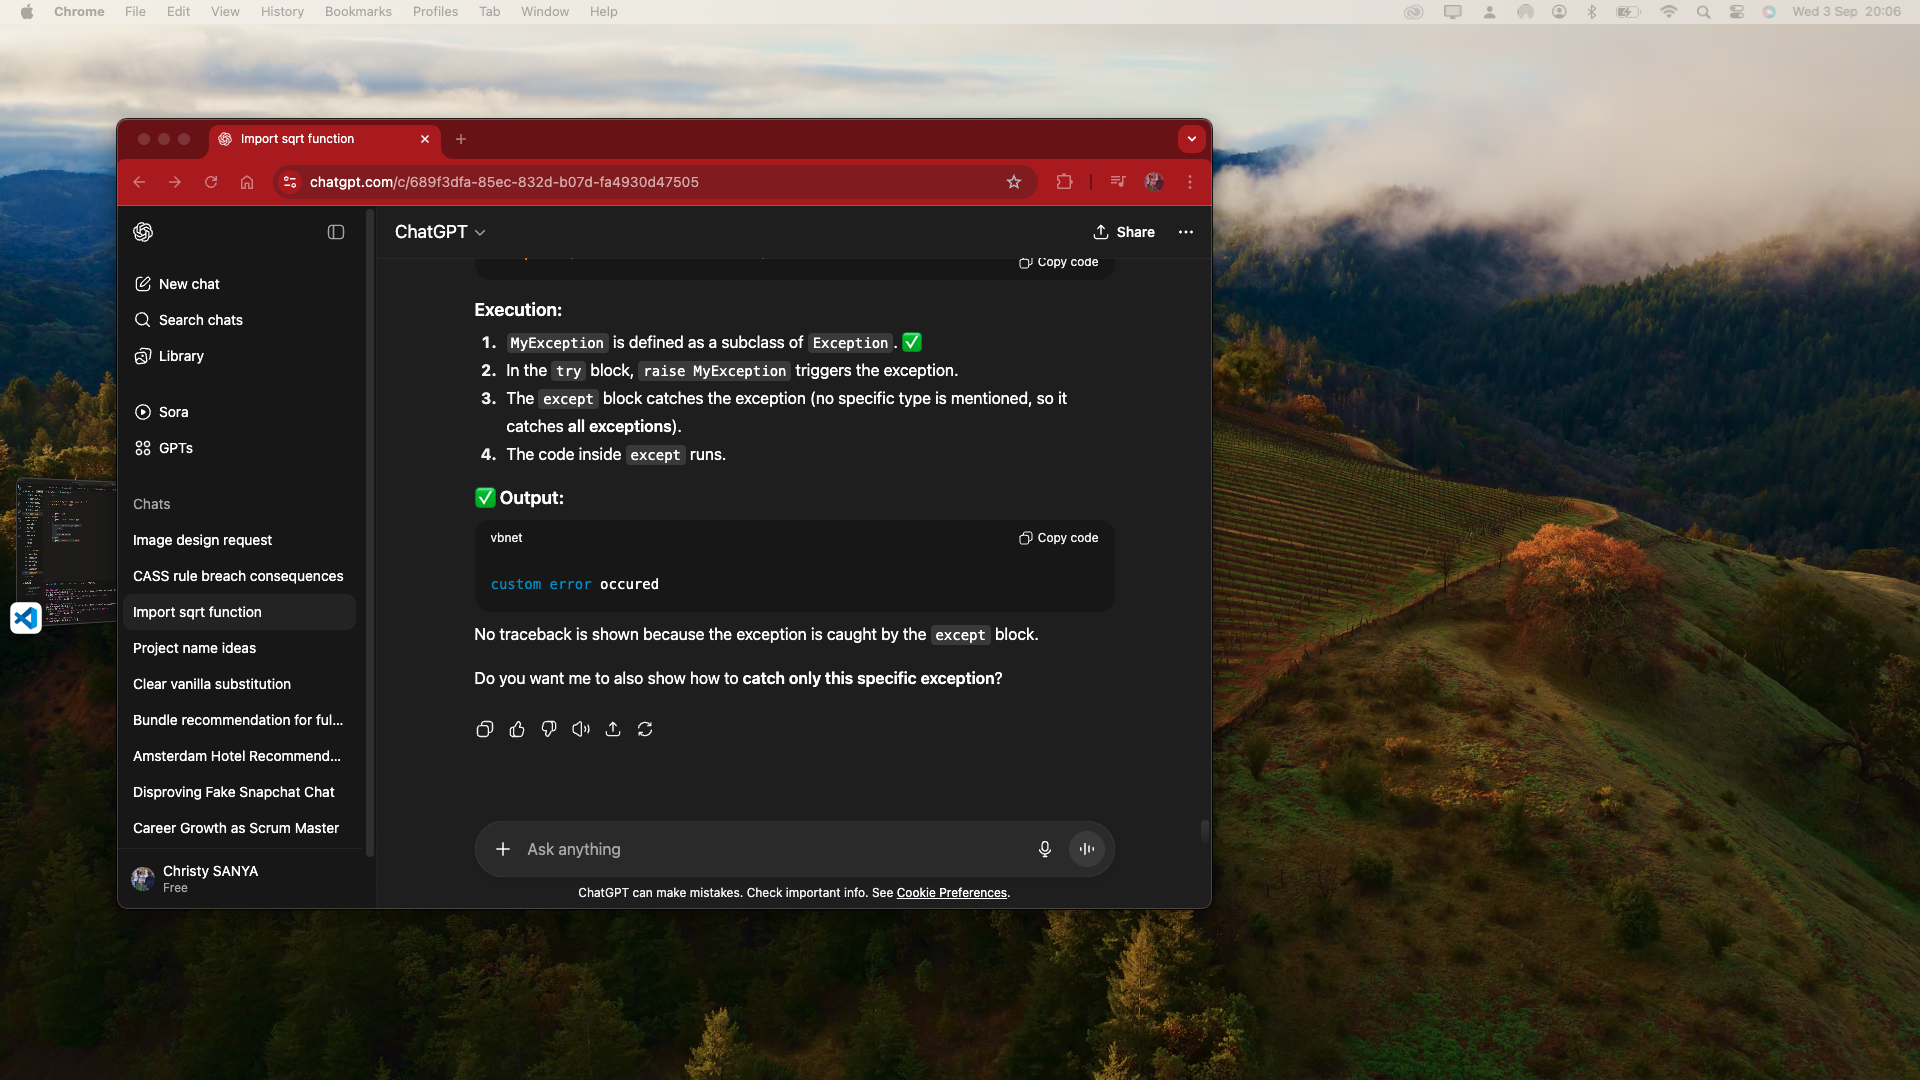 Chrome File Edit View History Bookmarks Profiles Tab Window Help Wed 3 Sep 20:06
Import sqrt function
chatgpt.com/c/689f3dfa-85ec-832d-b07d-fa4930d47505
ChatGPT
Share
New chat
Search chats
Library
Sora
GPTs
Chats
Image design request
CASS rule breach consequences
Import sqrt function
Project name ideas
Clear vanilla substitution
Bundle recommendation for ful...
Amsterdam Hotel Recommend...
Disproving Fake Snapchat Chat
Career Growth as Scrum Master
Christy SANYA
Free
Copy code
Execution:
1. MyException is defined as a subclass of Exception. ✅
2. In the try block, raise MyException triggers the exception.
3. The except block catches the exception (no specific type is mentioned, so it
catches all exceptions).
4. The code inside except runs.
✅ Output:
vbnet Copy code
custom error occured
No traceback is shown because the exception is caught by the except block.
Do you want me to also show how to catch only this specific exception?
Ask anything
ChatGPT can make mistakes. Check important info. See Cookie Preferences.